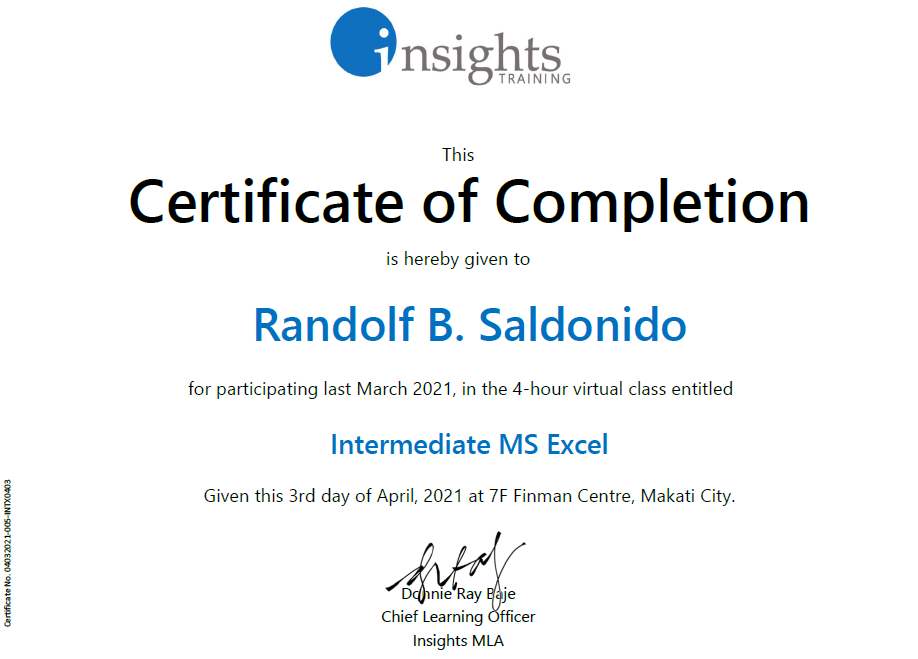 insights
TRAINING
This
Certificate of Completion
is hereby given to
Randolf B. Saldonido
for participating last March 2021, in the 4-hour virtual class entitled
Intermediate MS Excel
Given this 3rd day of April, 2021 at 7F Finman Centre, Makati City.
Donnie Ray Baje
Chief Learning Officer
Insights MLA
Certificate No. 04032021-005-INTX0403